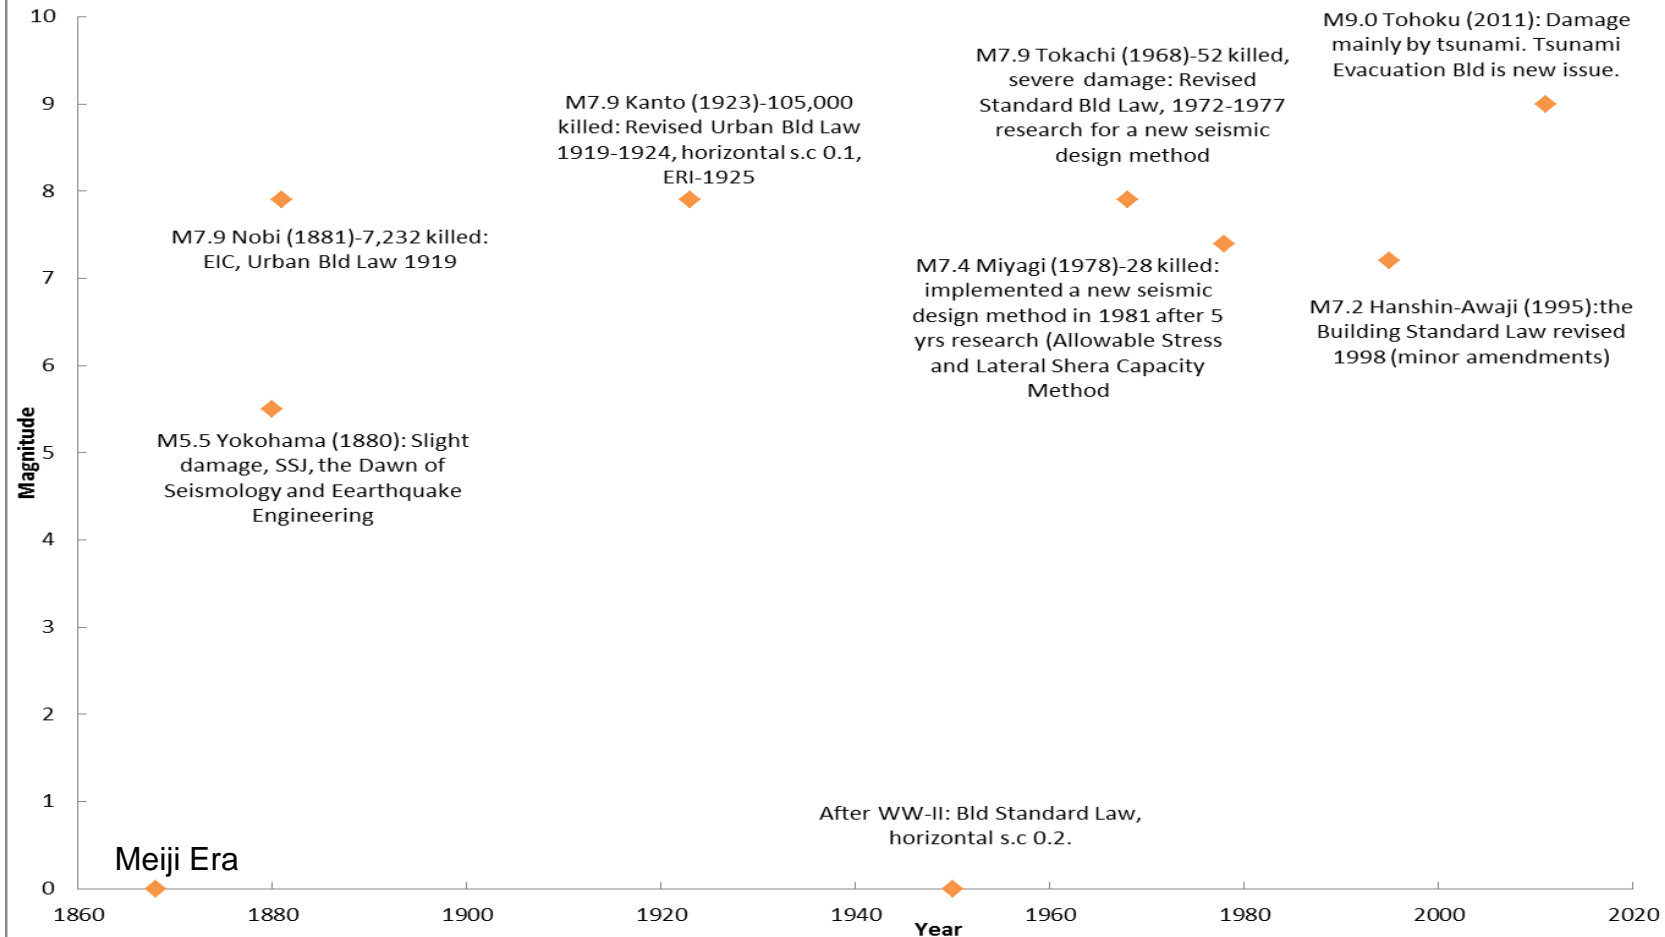 10
9
8
7
6
5
4
3
2
1
0
Magnitude
M5.5 Yokohama (1880): Slight
damage, SSJ, the Dawn of
Seismology and Eearthquake
Engineering
M7.9 Nobi (1881)-7,232 killed:
EIC, Urban Bld Law 1919
M7.9 Kanto (1923)-105,000
killed: Revised Urban Bld Law
1919-1924, horizontal s.c 0.1,
ERI-1925
M7.9 Tokachi (1968)-52 killed,
severe damage: Revised
Standard Bld Law, 1972-1977
research for a new seismic
design method
M7.4 Miyagi (1978)-28 killed:
implemented a new seismic
design method in 1981 after 5
yrs research (Allowable Stress
and Lateral Shera Capacity
Method
M9.0 Tohoku (2011): Damage
mainly by tsunami. Tsunami
Evacuation Bld is new issue.
M7.2 Hanshin-Awaji (1995):the
Building Standard Law revised
1998 (minor amendments)
After WW-II: Bld Standard Law,
horizontal s.c 0.2.
Meiji Era
1860 1880 1900 1920 1940 1960 1980 2000 2020
Year